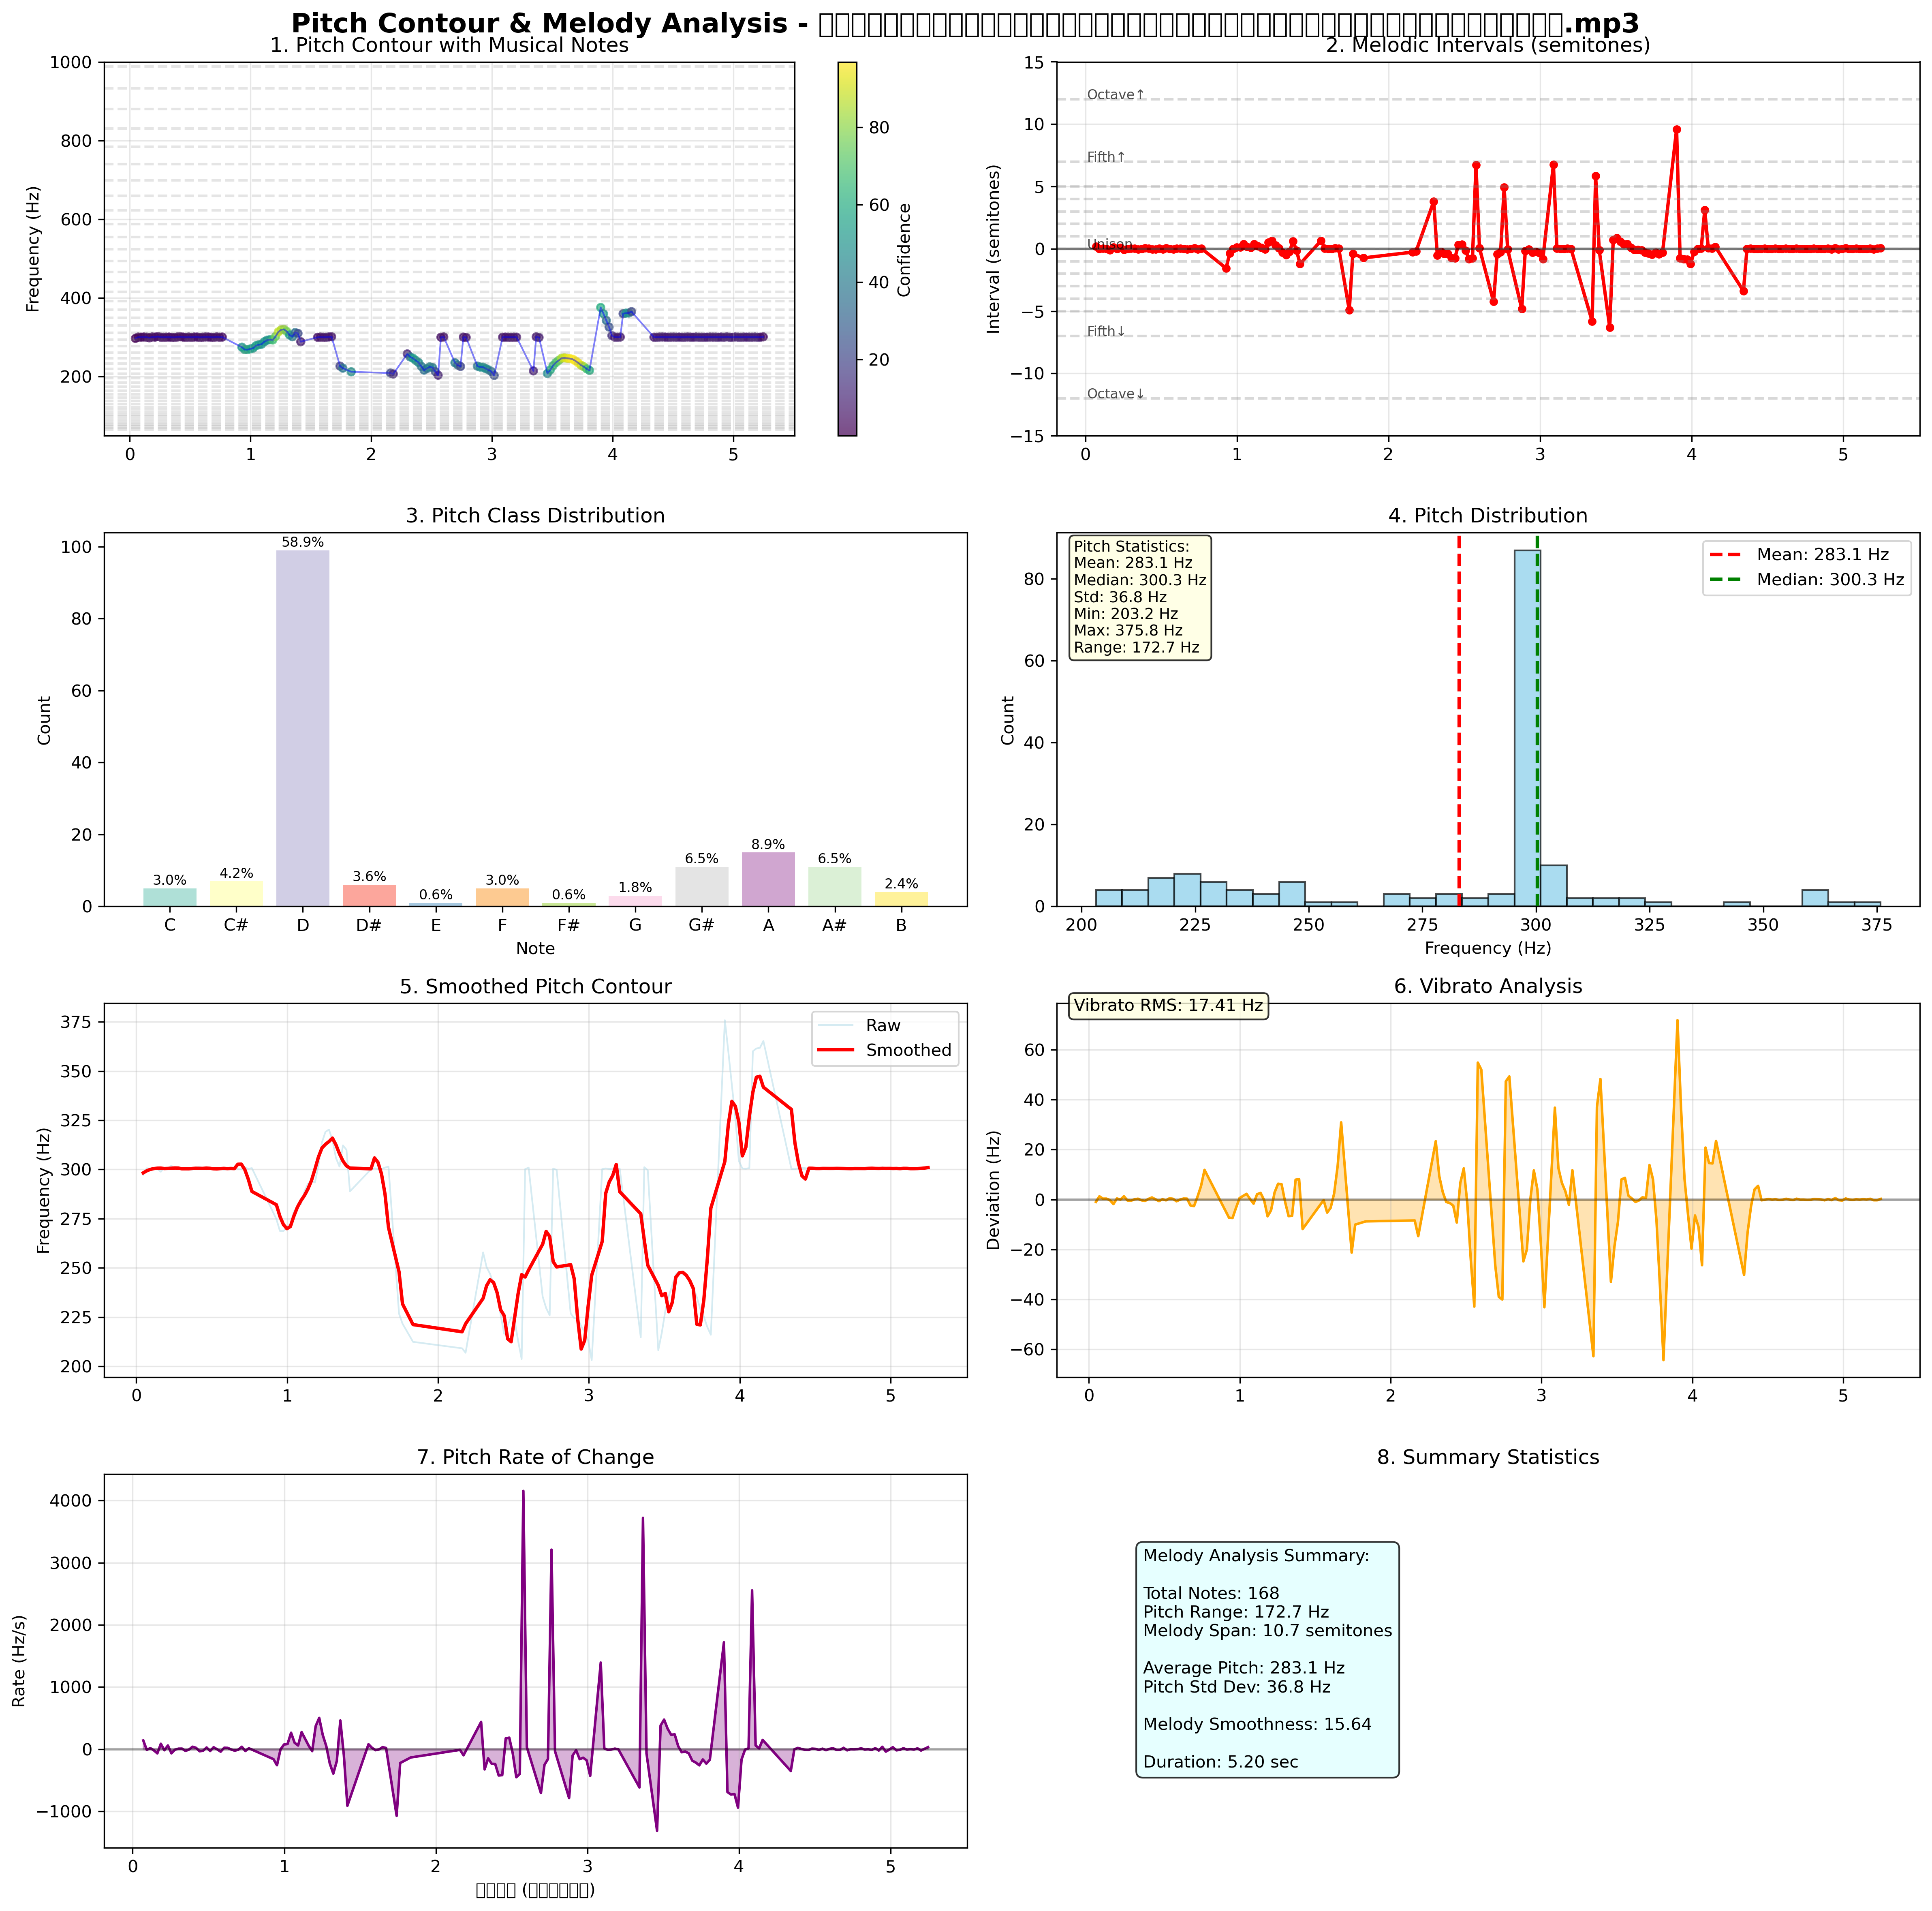 Pitch Contour & Melody Analysis - .mp3
1. Pitch Contour with Musical Notes
1000
800
600
400
200
Frequency (Hz)
0 1 2 3 4 5
80
60
40
20
Confidence
2. Melodic Intervals (semitones)
15
10
5
0
−5
−10
−15
Interval (semitones)
Octave↑
Fifth↑
Unison
Fifth↓
Octave↓
0 1 2 3 4 5
3. Pitch Class Distribution
100
80
60
40
20
0
Count
3.0% 4.2% 58.9% 3.6% 0.6% 3.0% 0.6% 1.8% 6.5% 8.9% 6.5% 2.4%
C C# D D# E F F# G G# A A# B
Note
4. Pitch Distribution
80
60
40
20
0
Count
Pitch Statistics:
Mean: 283.1 Hz
Median: 300.3 Hz
Std: 36.8 Hz
Min: 203.2 Hz
Max: 375.8 Hz
Range: 172.7 Hz
Mean: 283.1 Hz
Median: 300.3 Hz
200 225 250 275 300 325 350 375
Frequency (Hz)
5. Smoothed Pitch Contour
375
350
325
300
275
250
225
200
Frequency (Hz)
Raw
Smoothed
0 1 2 3 4 5
6. Vibrato Analysis
Vibrato RMS: 17.41 Hz
60
40
20
0
−20
−40
−60
Deviation (Hz)
0 1 2 3 4 5
7. Pitch Rate of Change
4000
3000
2000
1000
0
−1000
Rate (Hz/s)
0 1 2 3 4 5
8. Summary Statistics
Melody Analysis Summary:
Total Notes: 168
Pitch Range: 172.7 Hz
Melody Span: 10.7 semitones
Average Pitch: 283.1 Hz
Pitch Std Dev: 36.8 Hz
Melody Smoothness: 15.64
Duration: 5.20 sec